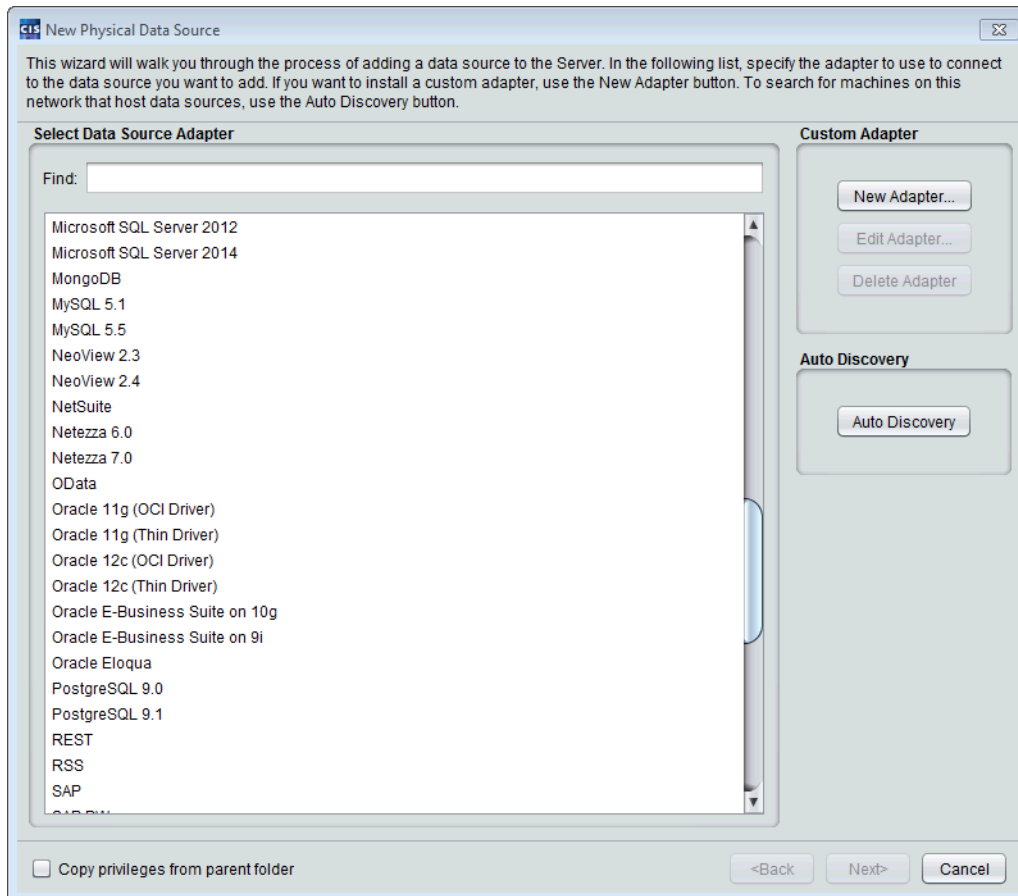 CIS New Physical Data Source
This wizard will walk you through the process of adding a data source to the Server. In the following list, specify the adapter to use to connect
to the data source you want to add. If you want to install a custom adapter, use the New Adapter button. To search for machines on this
network that host data sources, use the Auto Discovery button.
Select Data Source Adapter
Find:
Microsoft SQL Server 2012
Microsoft SQL Server 2014
MongoDB
MySQL 5.1
MySQL 5.5
NeoView 2.3
NeoView 2.4
NetSuite
Netezza 6.0
Netezza 7.0
OData
Oracle 11g (OCI Driver)
Oracle 11g (Thin Driver)
Oracle 12c (OCI Driver)
Oracle 12c (Thin Driver)
Oracle E-Business Suite on 10g
Oracle E-Business Suite on 9i
Oracle Eloqua
PostgreSQL 9.0
PostgreSQL 9.1
REST
RSS
SAP
Custom Adapter
New Adapter...
Edit Adapter...
Delete Adapter
Auto Discovery
Auto Discovery
Copy privileges from parent folder
<Back
Next>
Cancel